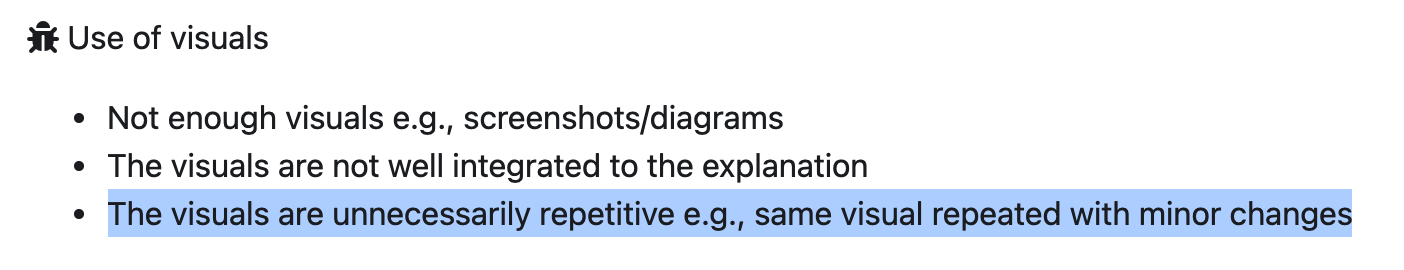 Use of visuals
Not enough visuals e.g., screenshots/diagrams
The visuals are not well integrated to the explanation
The visuals are unnecessarily repetitive e.g., same visual repeated with minor changes